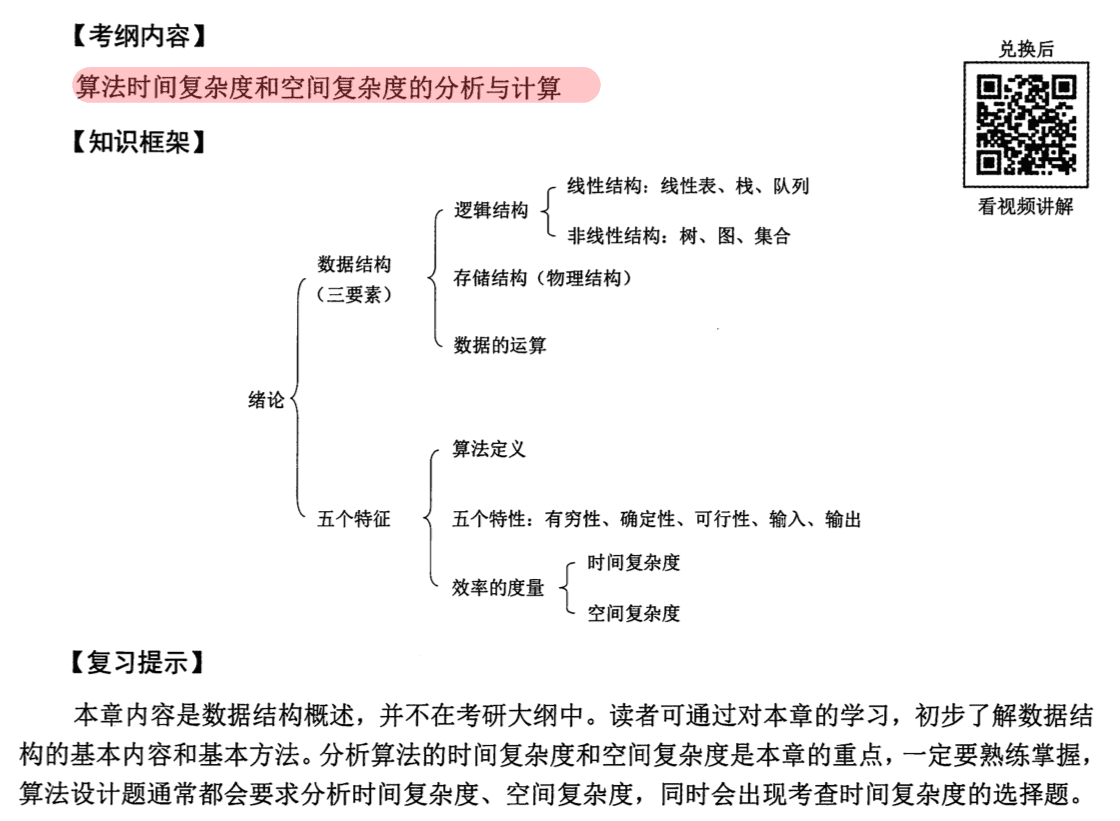 【考纲内容】
兑换后
算法时间复杂度和空间复杂度的分析与计算
【知识框架】
看视频讲解
线性结构：线性表、栈、队列
逻辑结构
非线性结构：树、图、集合
数据结构
（三要素）
存储结构（物理结构）
数据的运算
绪论
算法定义
五个特征
五个特性：有穷性、确定性、可行性、输入、输出
时间复杂度
效率的度量
空间复杂度
【复习提示】
本章内容是数据结构概述，并不在考研大纲中。读者可通过对本章的学习，初步了解数据结
构的基本内容和基本方法。分析算法的时间复杂度和空间复杂度是本章的重点，一定要熟练掌握，
算法设计题通常都会要求分析时间复杂度、空间复杂度，同时会出现考查时间复杂度的选择题。